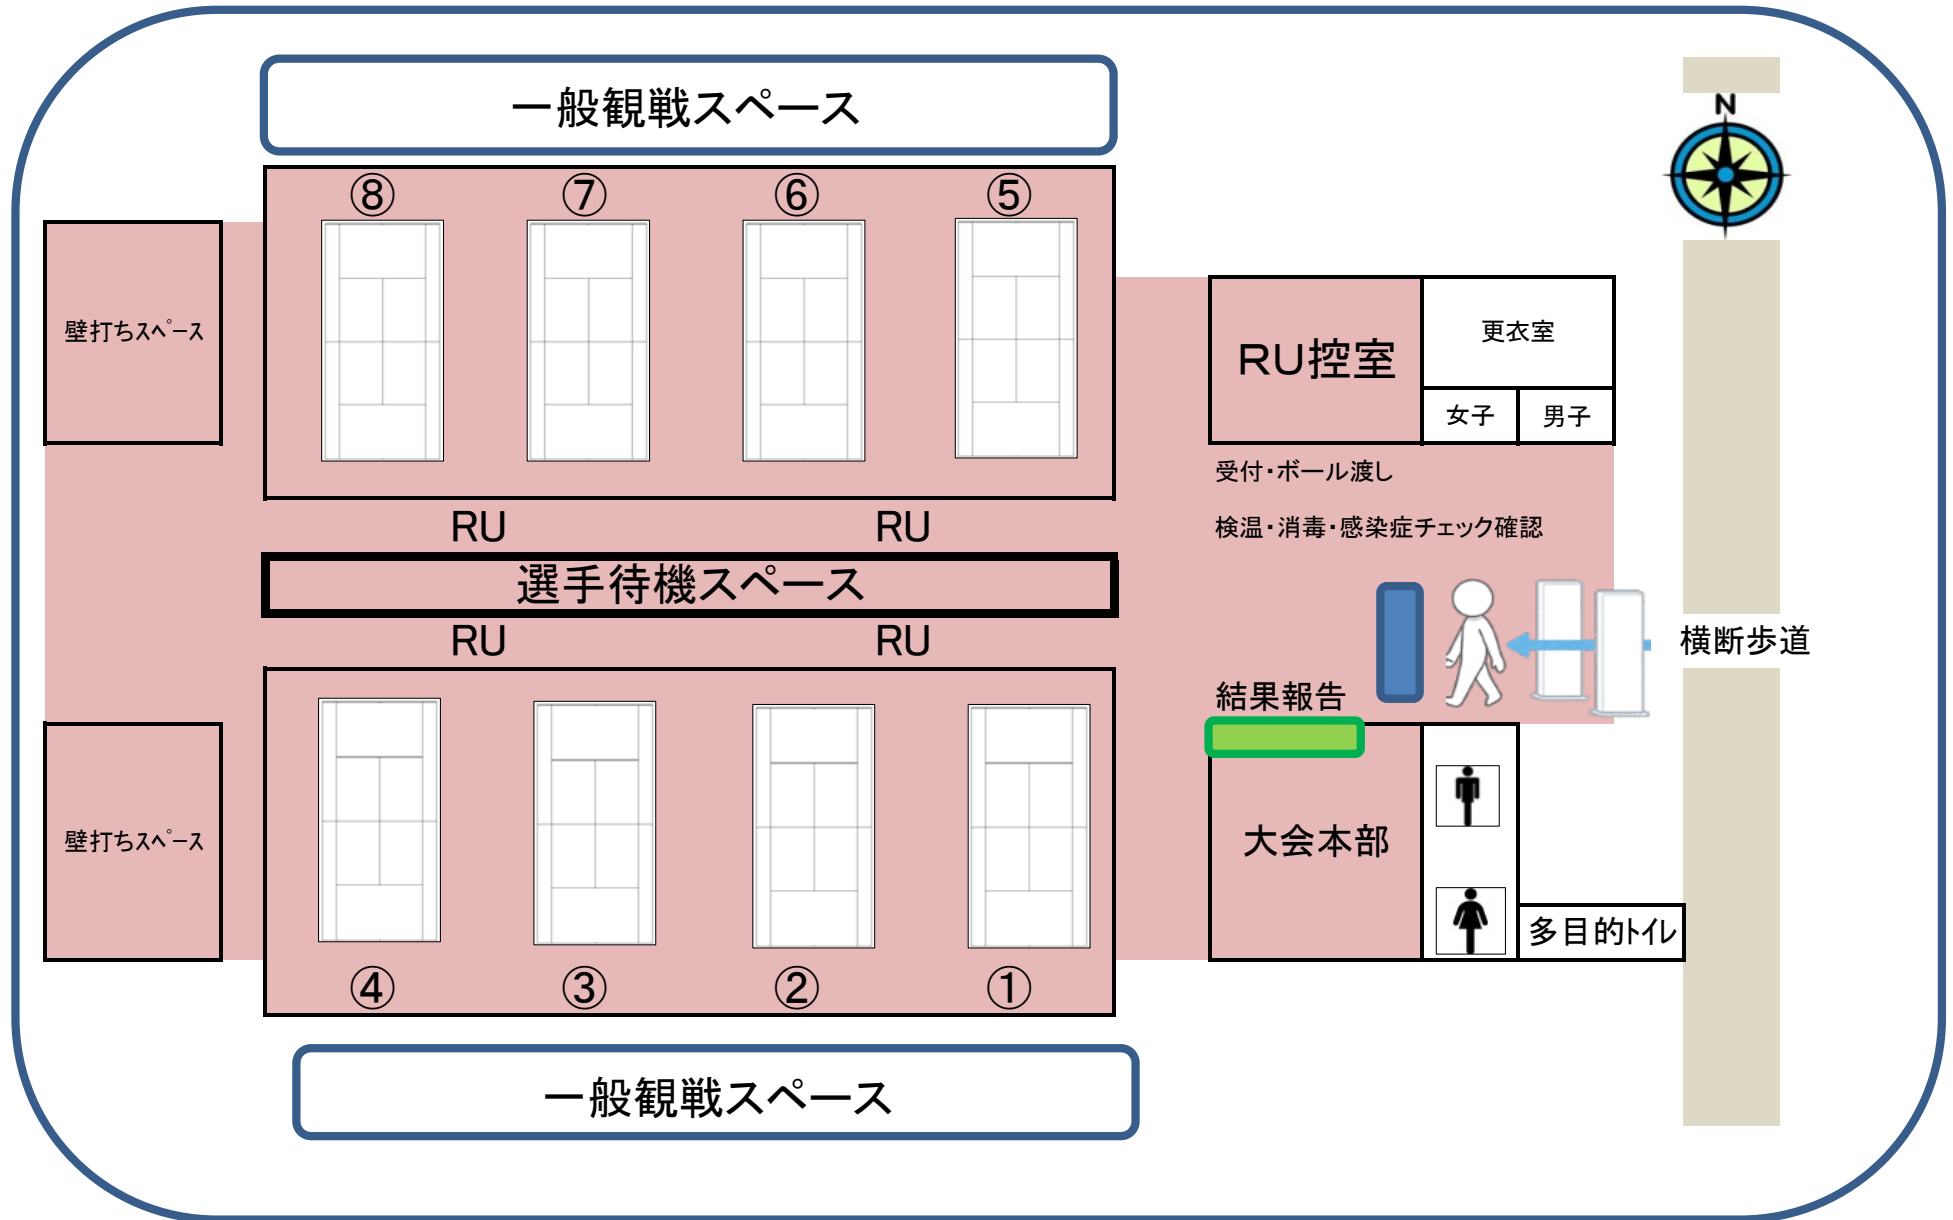 一般観戦スペース
N
⑧ ⑦ ⑥ ⑤
壁打ちスペース
RU控室
更衣室
女子 男子
受付・ボール渡し
検温・消毒・感染症チェック確認
RU RU
選手待機スペース
RU RU
横断歩道
結果報告
壁打ちスペース
大会本部
多目的トイレ
④ ③ ② ①
一般観戦スペース